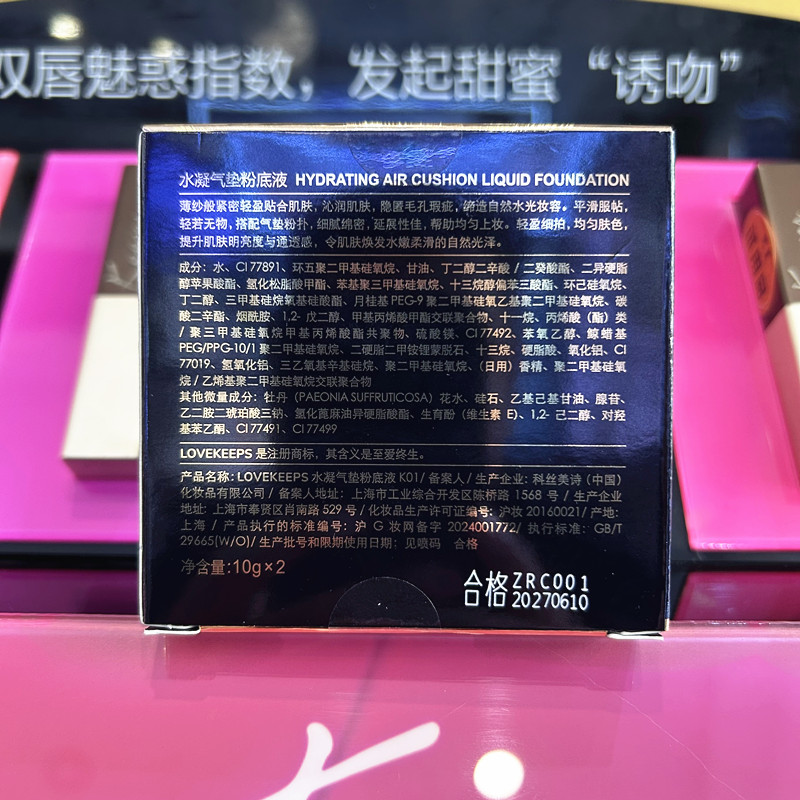 双唇魅惑指数，发起甜蜜“诱吻”
水凝气垫粉底液 HYDRATING AIR CUSHION LIQUID FOUNDATION
薄纱般紧密轻盈贴合肌肤，沁润肌肤，隐匿毛孔瑕疵，缔造自然水光妆容。平滑服帖，
轻若无物，搭配气垫粉扑，细腻绵密，延展性佳，帮助均匀上妆。轻盈细拍，均匀肤色，
提升肌肤明亮度与通透感，令肌肤焕发水嫩柔滑的自然光泽。
成分：水、CI 77891、环五聚二甲基硅氧烷、甘油、丁二醇二辛酸 / 二癸酸酯、二异硬脂
醇苹果酸酯、氢化松脂酸甲酯、苯基聚三甲基硅氧烷、十三烷醇偏苯三酸酯、环己硅氧烷、
丁二醇、三甲基硅烷氧基硅酸酯、月桂基 PEG-9 聚二甲基硅氧乙基聚二甲基硅氧烷、碳
酸二辛酯、烟酰胺、1,2- 戊二醇、甲基丙烯酸甲酯交联聚合物、十一烷、丙烯酸（酯）类
/ 聚三甲基硅氧烷甲基丙烯酸酯共聚物、硫酸镁、CI 77492、苯氧乙醇、鲸蜡基
PEG/PPG-10/1 聚二甲基硅氧烷、二硬脂二甲铵锂蒙脱石、十三烷、硬脂酸、氧化铝、CI
77019、氢氧化铝、三乙氧基辛基硅烷、聚二甲基硅氧烷、（日用）香精、聚二甲基硅氧
烷 / 乙烯基聚二甲基硅氧烷交联聚合物
其他微量成分：牡丹（PAEONIA SUFFRUTICOSA）花水、硅石、乙基己基甘油、腺苷、
乙二胺二琥珀酸三钠、氢化蓖麻油异硬脂酸酯、生育酚（维生素 E）、1,2- 己二醇、对羟
基苯乙酮、CI 77491、CI 77499
LOVEKEEPS 是注册商标，其含义是至爱终生。
产品名称：LOVEKEEPS 水凝气垫粉底液 K01/ 备案人 / 生产企业：科丝美诗（中国）
化妆品有限公司 / 备案人地址：上海市工业综合开发区陈桥路 1568 号 / 生产企业
地址：上海市奉贤区肖南路 529 号 / 化妆品生产许可证编号：沪妆 20160021/ 产地：
上海 / 产品执行的标准编号：沪 G 妆网备字 2024001772/ 执行标准：GB/T
29665(W/O)/ 生产批号和限期使用日期：见喷码 合格
净含量:10g×2
合格 ZRC001
20270610